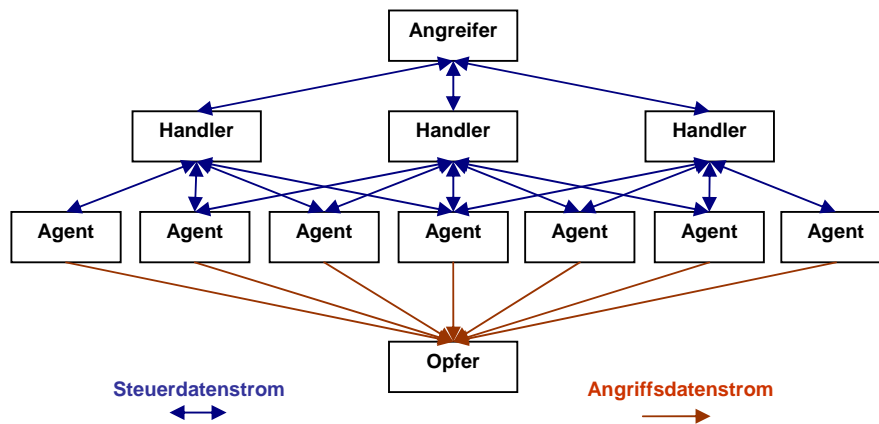 Angreifer
Handler Handler Handler
Agent Agent Agent Agent Agent Agent Agent
Opfer
Steuerdatenstrom Angriffsdatenstrom